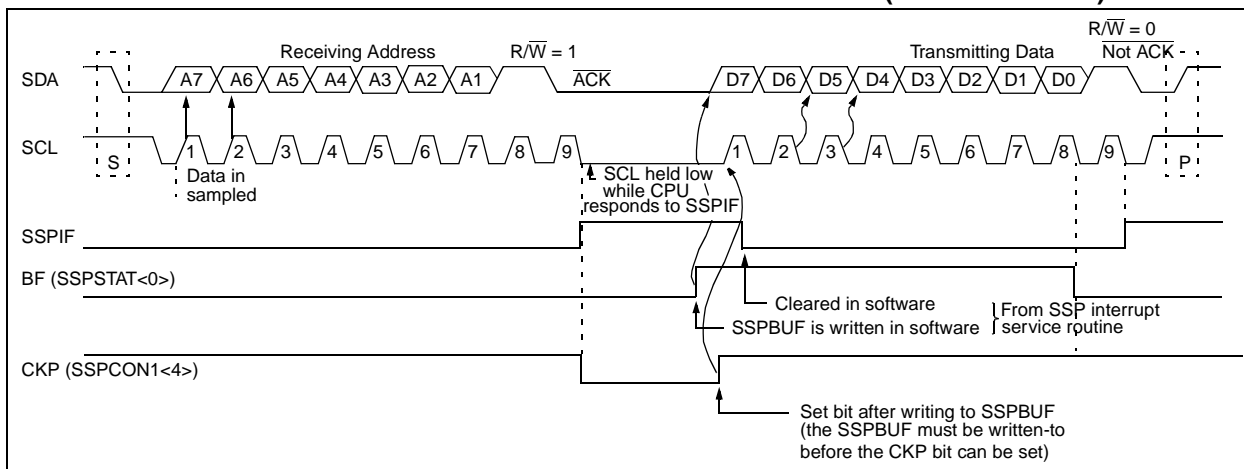 R/W = 0
Receiving Address R/W = 1 Transmitting Data Not ACK
SDA A7 A6 A5 A4 A3 A2 A1 ACK D7 D6 D5 D4 D3 D2 D1 D0
SCL 1 2 3 4 5 6 7 8 9 1 2 3 4 5 6 7 8 9
S P
Data in
sampled
SCL held low
while CPU
responds to SSPIF
SSPIF
BF (SSPSTAT<0>)
Cleared in software
SSPBUF is written in software
From SSP interrupt
service routine
CKP (SSPCON1<4>)
Set bit after writing to SSPBUF
(the SSPBUF must be written-to
before the CKP bit can be set)